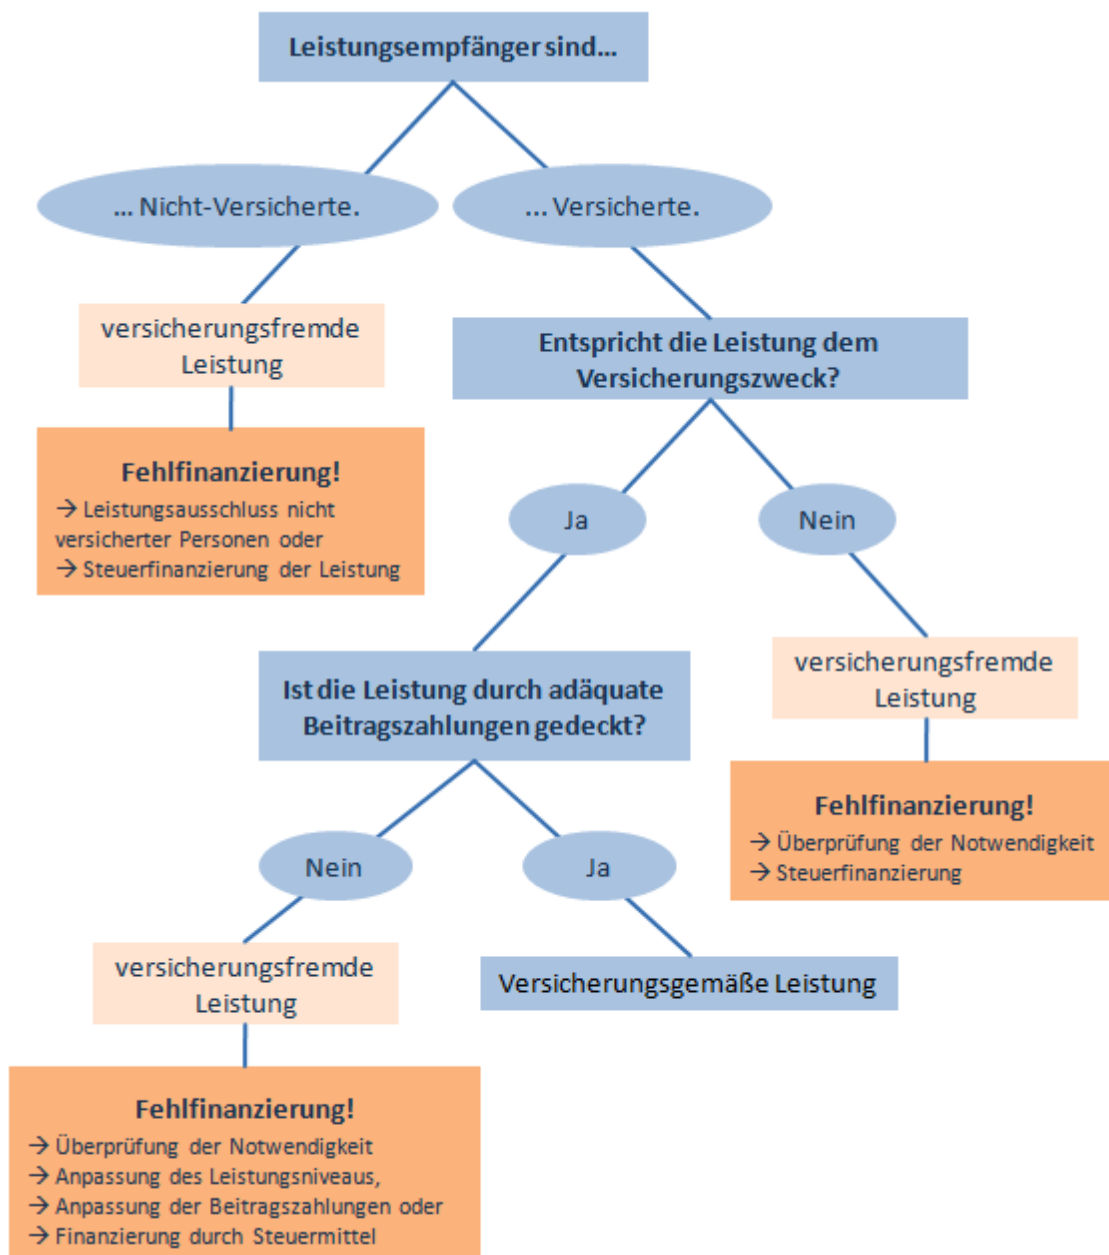 Leistungsempfänger sind...
... Nicht-Versicherte.
... Versicherte.
versicherungsfremde
Leistung
Entspricht die Leistung dem
Versicherungszweck?
Fehlfinanzierung!
→ Leistungsausschluss nicht
versicherter Personen oder
→ Steuerfinanzierung der Leistung
Ja
Nein
Ist die Leistung durch adäquate
Beitragszahlungen gedeckt?
versicherungsfremde
Leistung
Fehlfinanzierung!
→ Überprüfung der Notwendigkeit
→ Steuerfinanzierung
Nein
Ja
versicherungsfremde
Leistung
Versicherungsgemäße Leistung
Fehlfinanzierung!
→ Überprüfung der Notwendigkeit
→ Anpassung des Leistungsniveaus,
→ Anpassung der Beitragszahlungen oder
→ Finanzierung durch Steuermittel